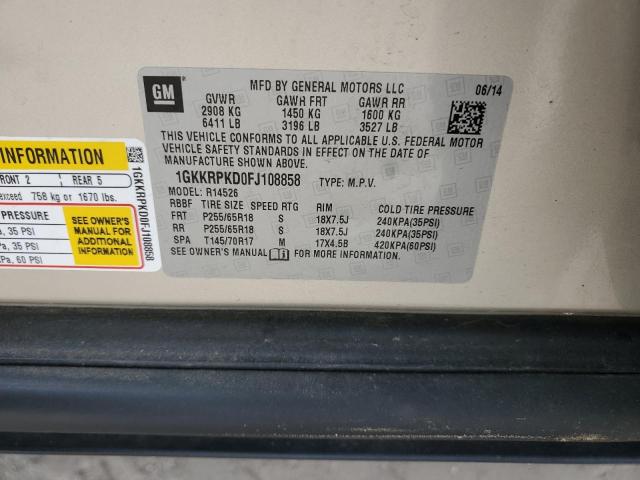 GM
MFD BY GENERAL MOTORS LLC
06/14
GVWR GAWR FRT GAWR RR
2908 KG 1450 KG 1600 KG
6411 LB 3196 LB 3527 LB
THIS VEHICLE CONFORMS TO ALL APPLICABLE U.S. FEDERAL MOTOR
VEHICLE SAFETY STANDARDS IN EFFECT ON THE DATE OF
MANUFACTURE SHOWN ABOVE.
1GKKRPKD0FJ108858 TYPE: M.P.V.
MODEL: R14526
RBBF TIRE SIZE SPEED RTG RIM COLD TIRE PRESSURE
FRT P255/65R18 S 18X7.5J 240KPA(35PSI)
RR P255/65R18 S 18X7.5J 240KPA(35PSI)
SPA T145/70R17 M 17X4.5B 420KPA(60PSI)
SEE OWNER'S MANUAL FOR MORE INFORMATION.
INFORMATION
FRONT 2 REAR 5
exceed 758 kg or 1670 lbs.
PRESSURE
a, 35 PSI
a, 35 PSI
Pa, 60 PSI
SEE OWNER'S
MANUAL FOR
ADDITIONAL
INFORMATION
1GKKRPKD0FJ108858